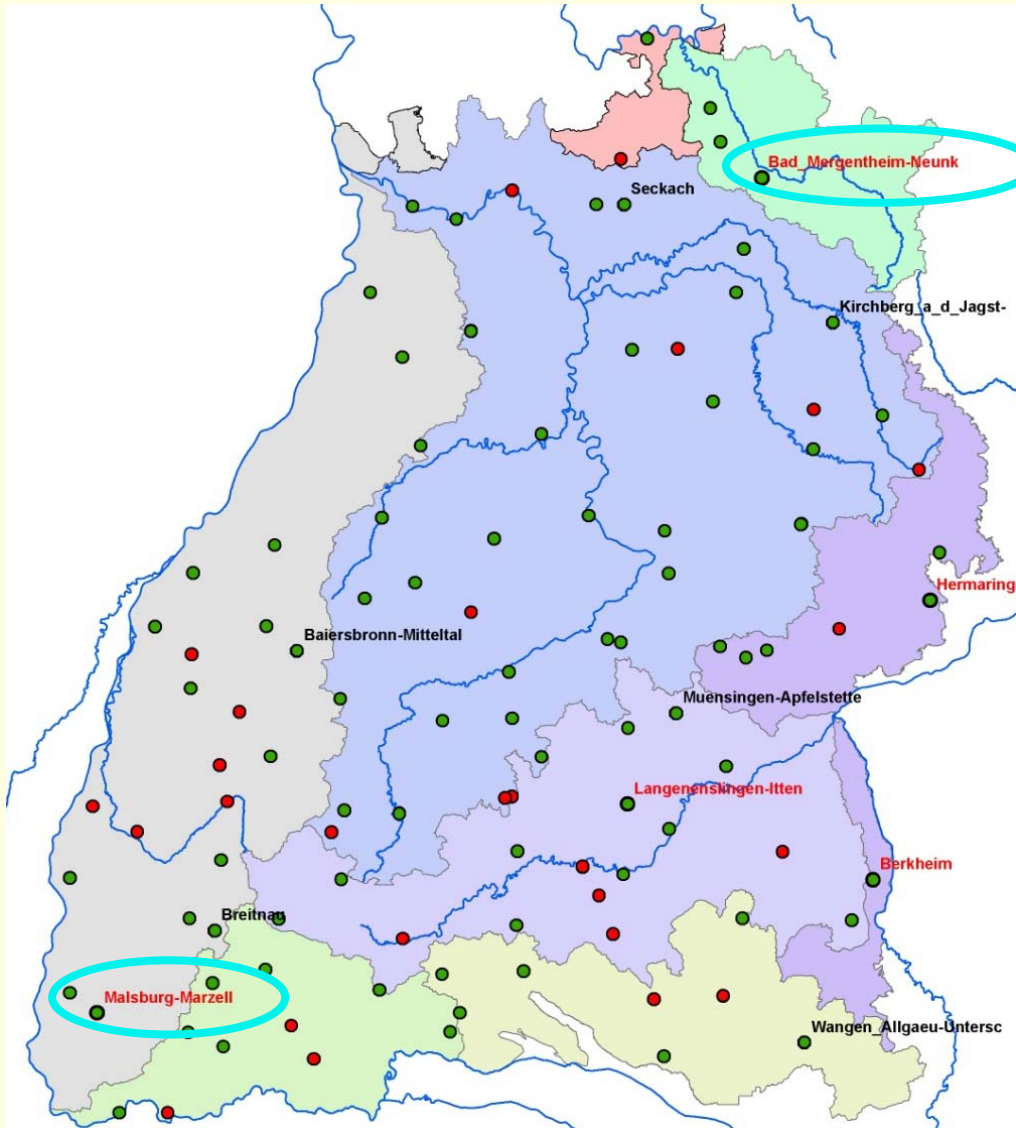 Bad_Mergentheim-Neunk
Seckach
Kirchberg_a_d_Jagst-
Hermaring
Baiersbronn-Mitteltal
Muensingen-Apfelstette
Langenenslingen-Itten
Berkheim
Breitnau
Malsburg-Marzell
Wangen_Allgaeu-Untersc